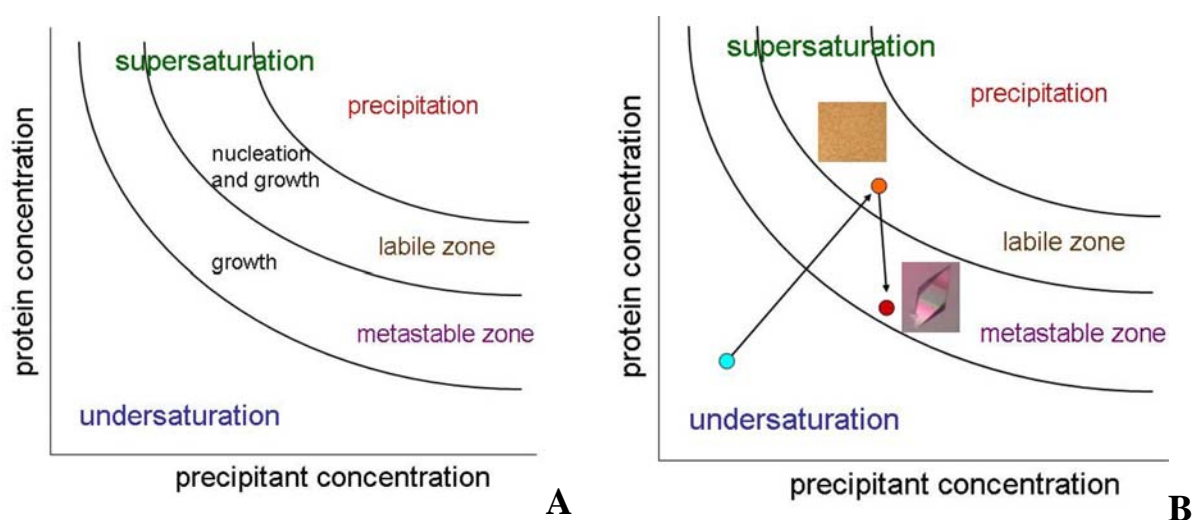 supersaturation
precipitation
nucleation
and growth
labile zone
growth
metastable zone
undersaturation
protein concentration
precipitant concentration
A
supersaturation
precipitation
labile zone
metastable zone
undersaturation
protein concentration
precipitant concentration
B